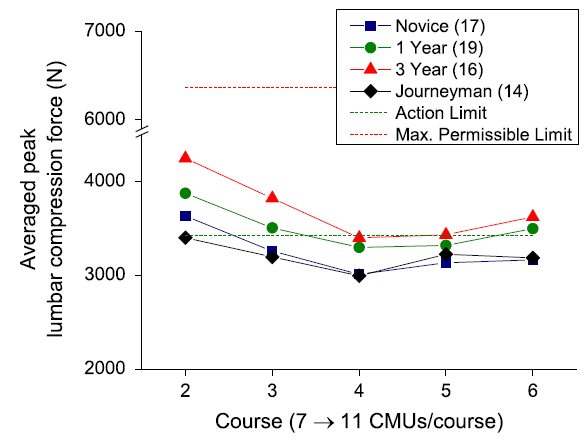 Averaged peak
lumbar compression force (N)
7000
6000
4000
3000
2000
Novice (17)
1 Year (19)
3 Year (16)
Journeyman (14)
Action Limit
Max. Permissible Limit
2 3 4 5 6
Course (7 → 11 CMUs/course)